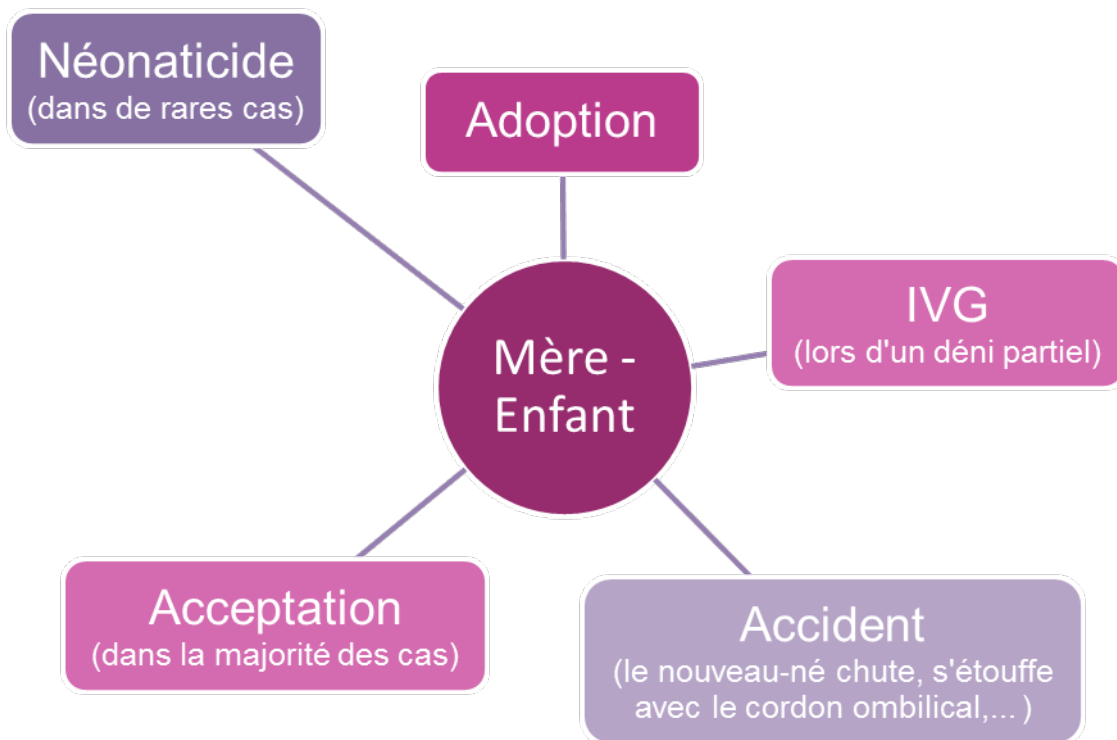 Néonaticide
(dans de rares cas)
Adoption
IVG
(lors d'un déni partiel)
Mère -
Enfant
Acceptation
(dans la majorité des cas)
Accident
(le nouveau-né chute, s'étouffe
avec le cordon ombilical,... )